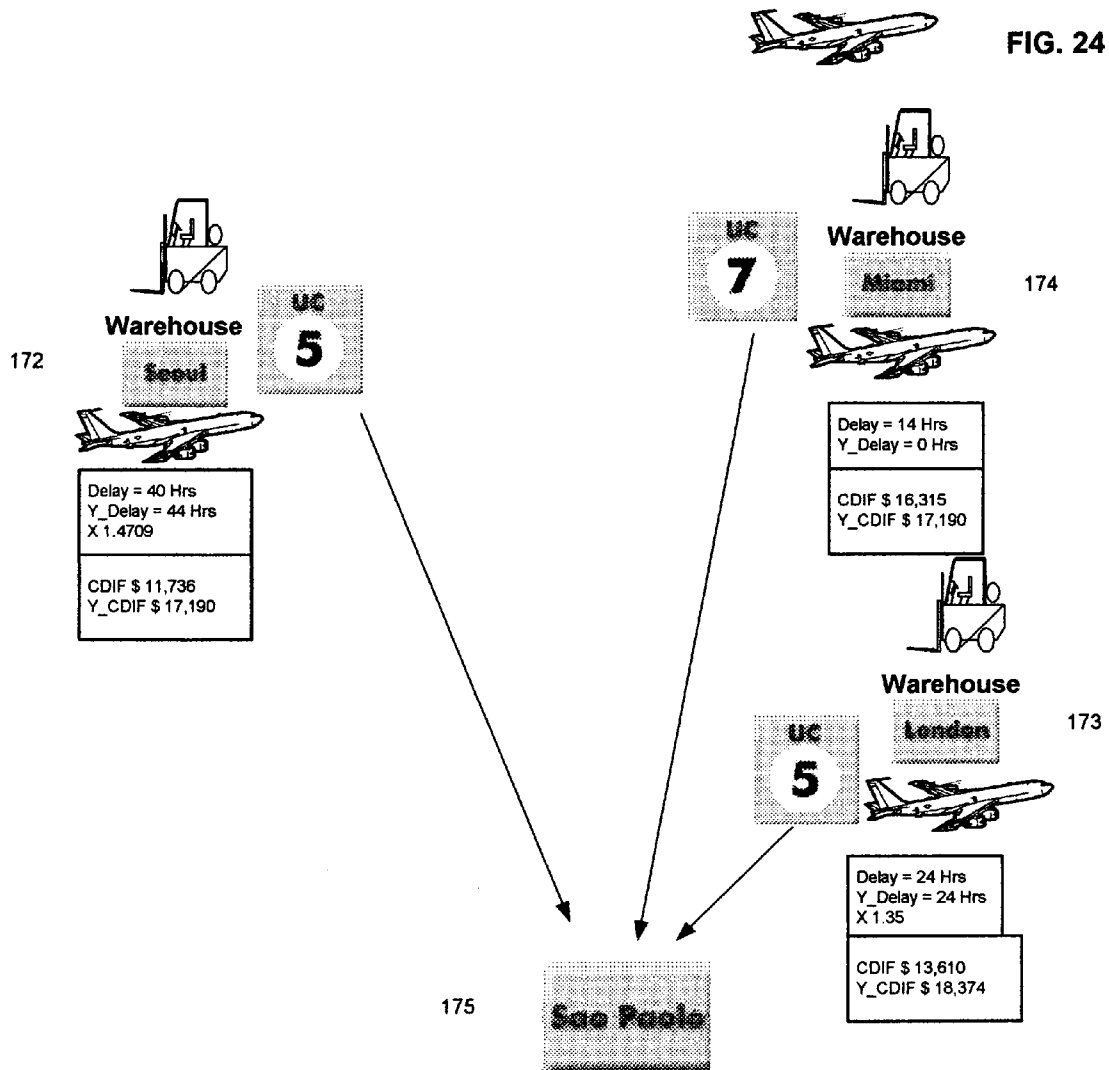 FIG. 24
UC
7
Warehouse
Miami
174
Delay = 14 Hrs
Y_Delay = 0 Hrs
CDIF $ 16,315
Y_CDIF $ 17,190
172
Warehouse
Seoul
UC
5
Delay = 40 Hrs
Y_Delay = 44 Hrs
X 1.4709
CDIF $ 11,736
Y_CDIF $ 17,190
Warehouse
London
173
UC
5
Delay = 24 Hrs
Y_Delay = 24 Hrs
X 1.35
CDIF $ 13,610
Y_CDIF $ 18,374
175
Sao Paolo